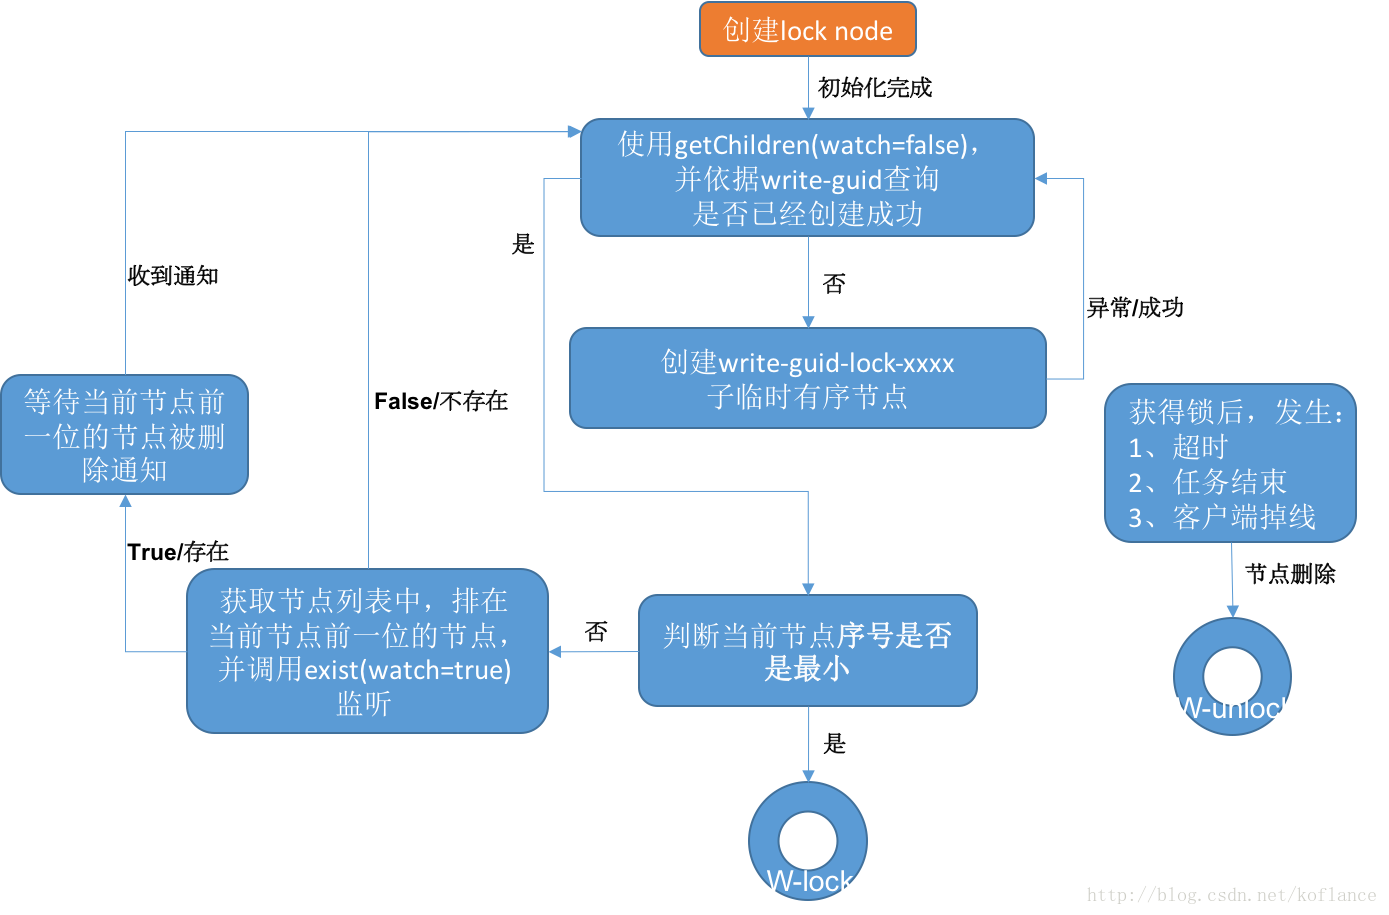 创建lock node
初始化完成
使用getChildren(watch=false)，
并依据write-guid查询
是否已经创建成功
是
收到通知
否
异常/成功
创建write-guid-lock-xxxx
子临时有序节点
False/不存在
等待当前节点前
一位的节点被删
除通知
获得锁后，发生：
1、超时
2、任务结束
3、客户端掉线
True/存在
节点删除
获取节点列表中，排在
当前节点前一位的节点，
并调用exist(watch=true)
监听
否
判断当前节点序号是否
是最小
W-unlock
是
W-lock
http://blog.csdn.net/koflance